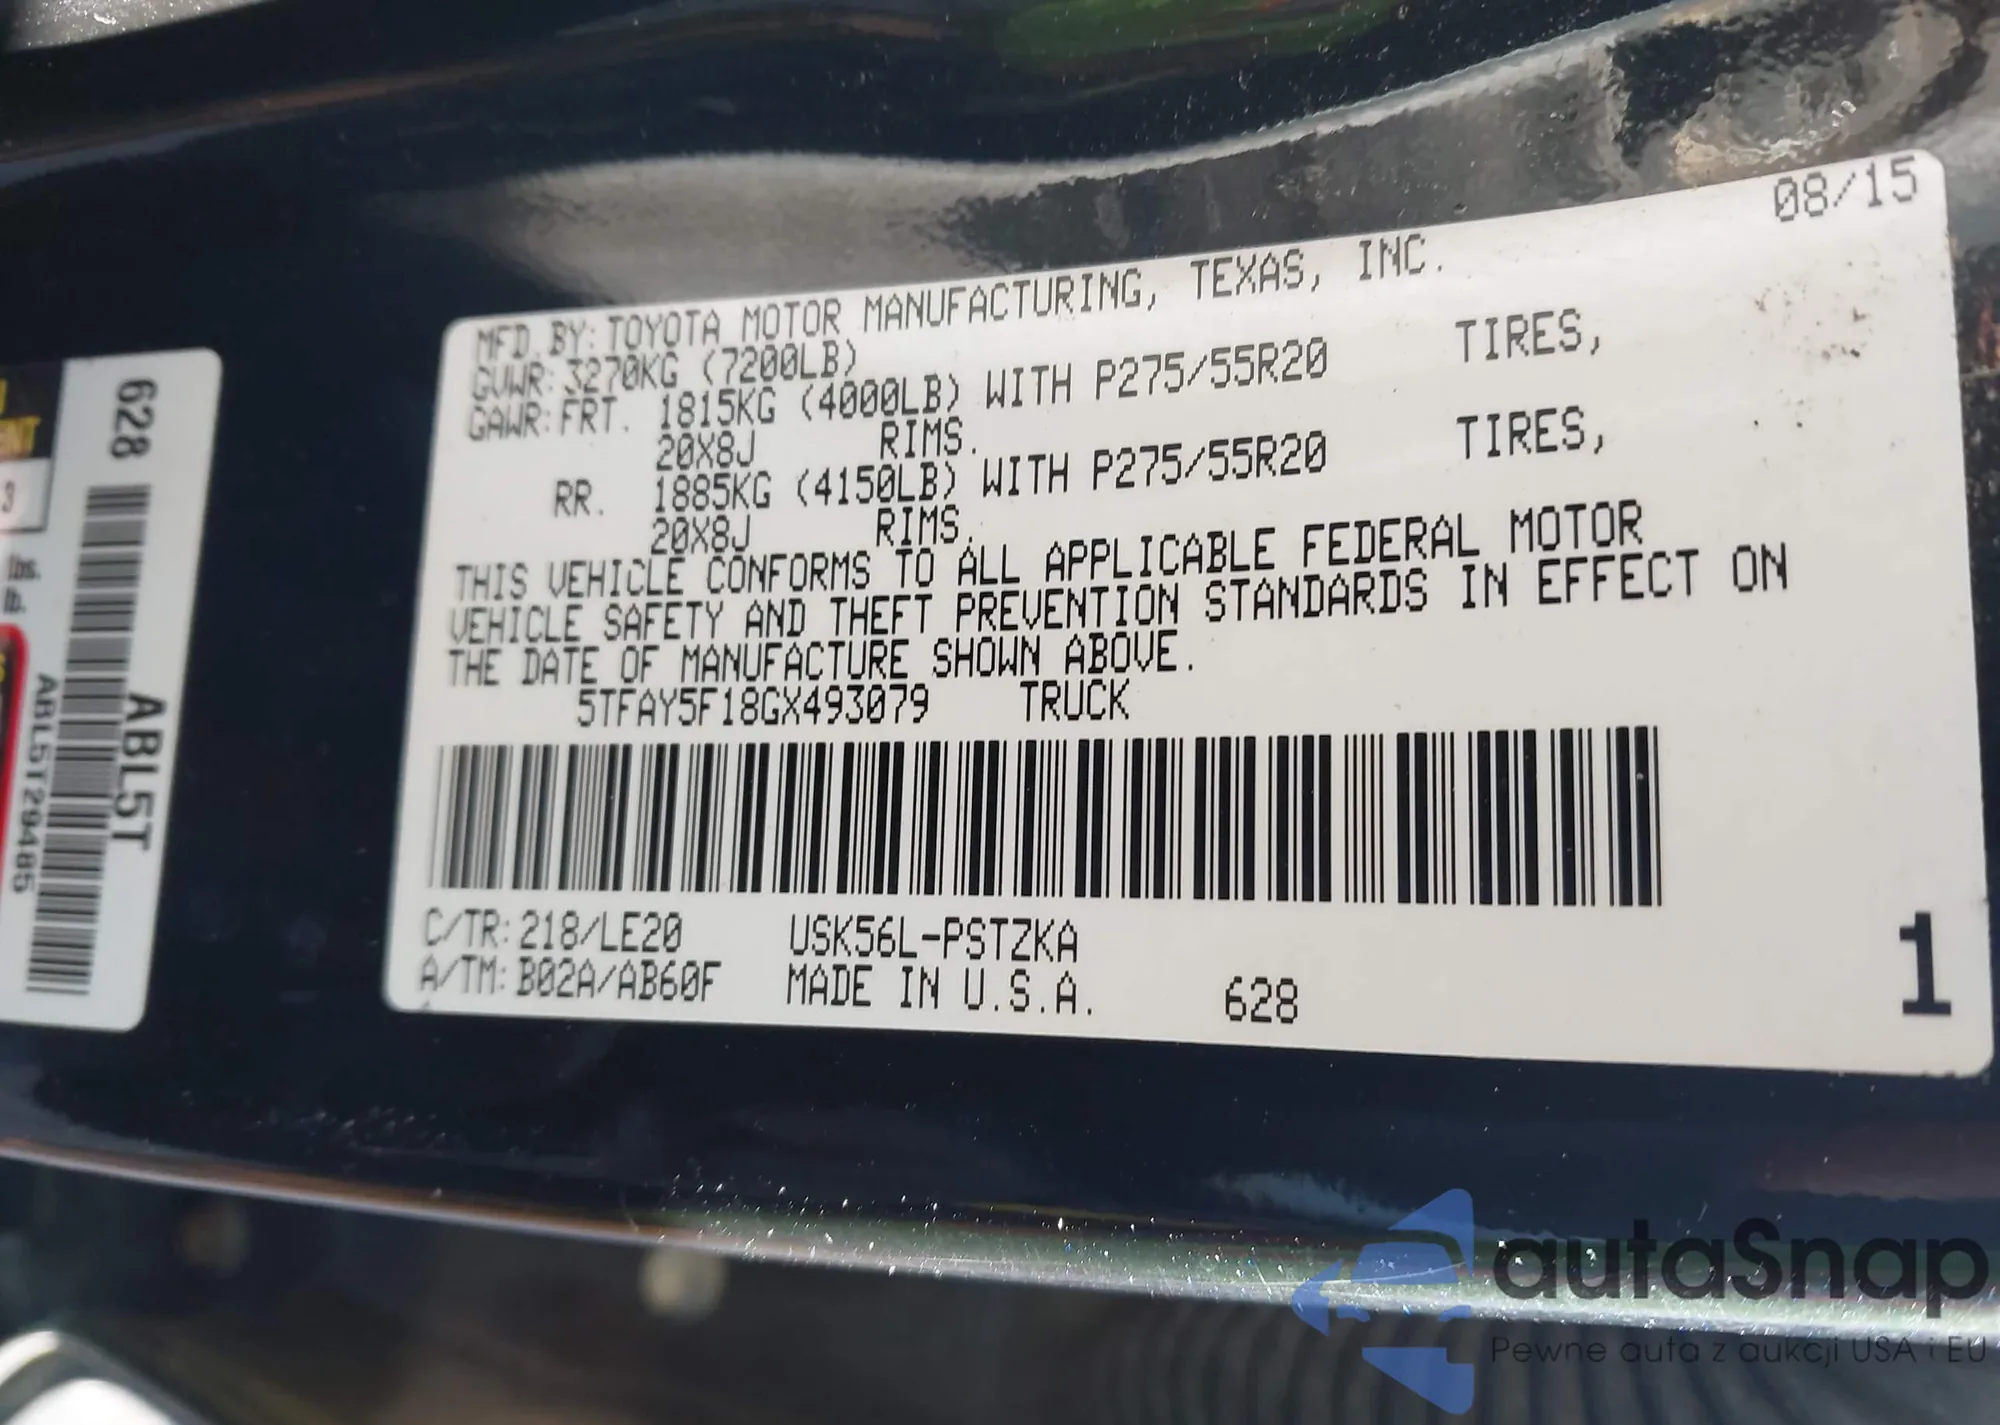 08/15
MFD. BY: TOYOTA MOTOR MANUFACTURING, TEXAS, INC.
GVWR: 3270KG (7200LB)
GAWR: FRT. 1815KG (4000LB) WITH P275/55R20 TIRES,
20X8J RIMS.
RR. 1885KG (4150LB) WITH P275/55R20 TIRES,
20X8J RIMS.
THIS VEHICLE CONFORMS TO ALL APPLICABLE FEDERAL MOTOR
VEHICLE SAFETY AND THEFT PREVENTION STANDARDS IN EFFECT ON
THE DATE OF MANUFACTURE SHOWN ABOVE.
5TFAY5F18GX493079 TRUCK
C/TR: 218/LE20 USK56L-PSTZKA
A/TM: B02A/AB60F MADE IN U.S.A. 628
1
628
ABL5T
ABL5T29485
3
lbs.
lb.
autaSnap
Pewne auta z aukcji USA i EU